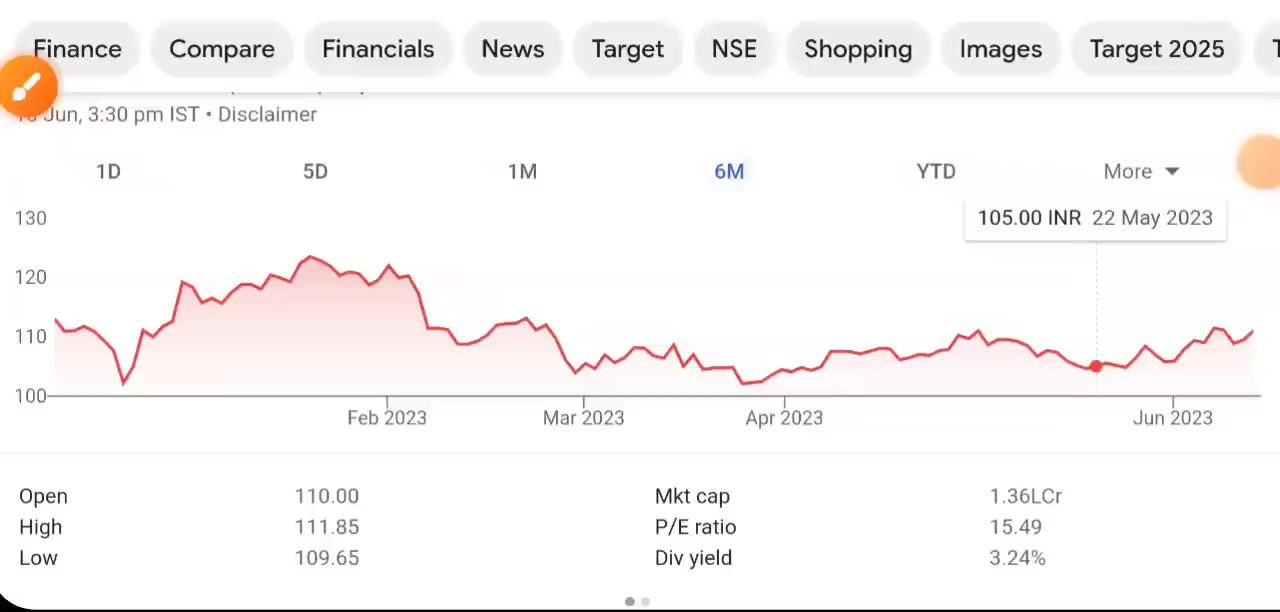 Finance Compare Financials News Target NSE Shopping Images Target 2025
Jun, 3:30 pm IST • Disclaimer
1D 5D 1M 6M YTD More
105.00 INR 22 May 2023
130
120
110
100
Feb 2023 Mar 2023 Apr 2023 Jun 2023
Open 110.00 Mkt cap 1.36LCr
High 111.85 P/E ratio 15.49
Low 109.65 Div yield 3.24%